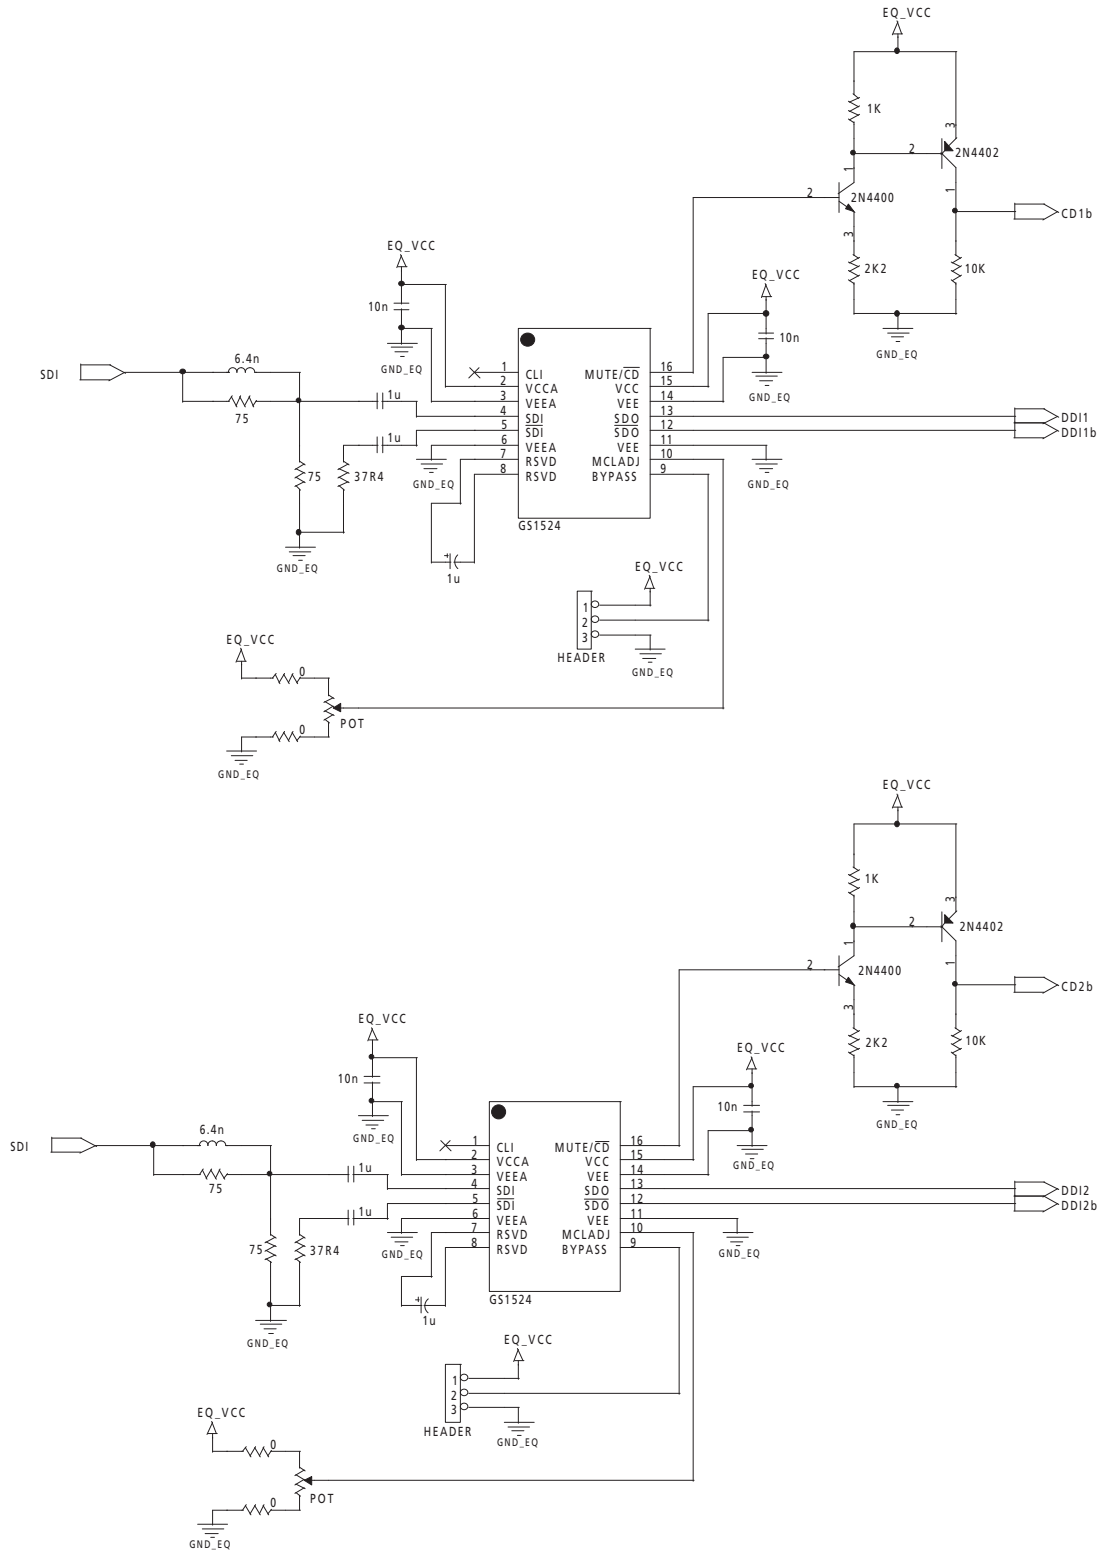 EQ_VCC
1K
3
2
2N4402
1
2
2N4400
1
CD1b
3
2K2
10K
GND_EQ
EQ_VCC
10n
GND_EQ
EQ_VCC
10n
GND_EQ
SDI
6.4n
75
1u
1u
75
37R4
GND_EQ
GND_EQ
1 CLI MUTE/CD 16
2 VCCA VCC 15
3 VEEA VEE 14
4 SDI SDO 13
5 SDI SDO 12
6 VEEA VEE 11
7 RSVD MCLADJ 10
8 RSVD BYPASS 9
GS1524
DDI1
DDI1b
GND_EQ
+
1u
EQ_VCC
1
2
3
HEADER
GND_EQ
EQ_VCC
0
POT
0
GND_EQ
EQ_VCC
1K
3
2
2N4402
1
2
2N4400
1
CD2b
3
2K2
10K
GND_EQ
EQ_VCC
10n
GND_EQ
EQ_VCC
10n
GND_EQ
SDI
6.4n
75
1u
1u
75
37R4
GND_EQ
GND_EQ
1 CLI MUTE/CD 16
2 VCCA VCC 15
3 VEEA VEE 14
4 SDI SDO 13
5 SDI SDO 12
6 VEEA VEE 11
7 RSVD MCLADJ 10
8 RSVD BYPASS 9
GS1524
DDI2
DDI2b
GND_EQ
+
1u
EQ_VCC
1
2
3
HEADER
GND_EQ
EQ_VCC
0
POT
0
GND_EQ